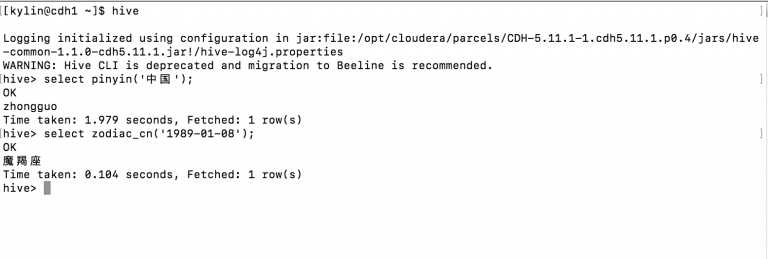 [[kylin@cdh1 ~]$ hive
]
Logging initialized using configuration in jar:file:/opt/cloudera/parcels/CDH-5.11.1-1.cdh5.11.1.p0.4/jars/hive
-common-1.1.0-cdh5.11.1.jar!/hive-log4j.properties
WARNING: Hive CLI is deprecated and migration to Beeline is recommended.
[hive> select pinyin('中国'); ]
OK
zhongguo
Time taken: 1.979 seconds, Fetched: 1 row(s)
[hive> select zodiac_cn('1989-01-08'); ]
OK
魔羯座
Time taken: 0.104 seconds, Fetched: 1 row(s)
hive>